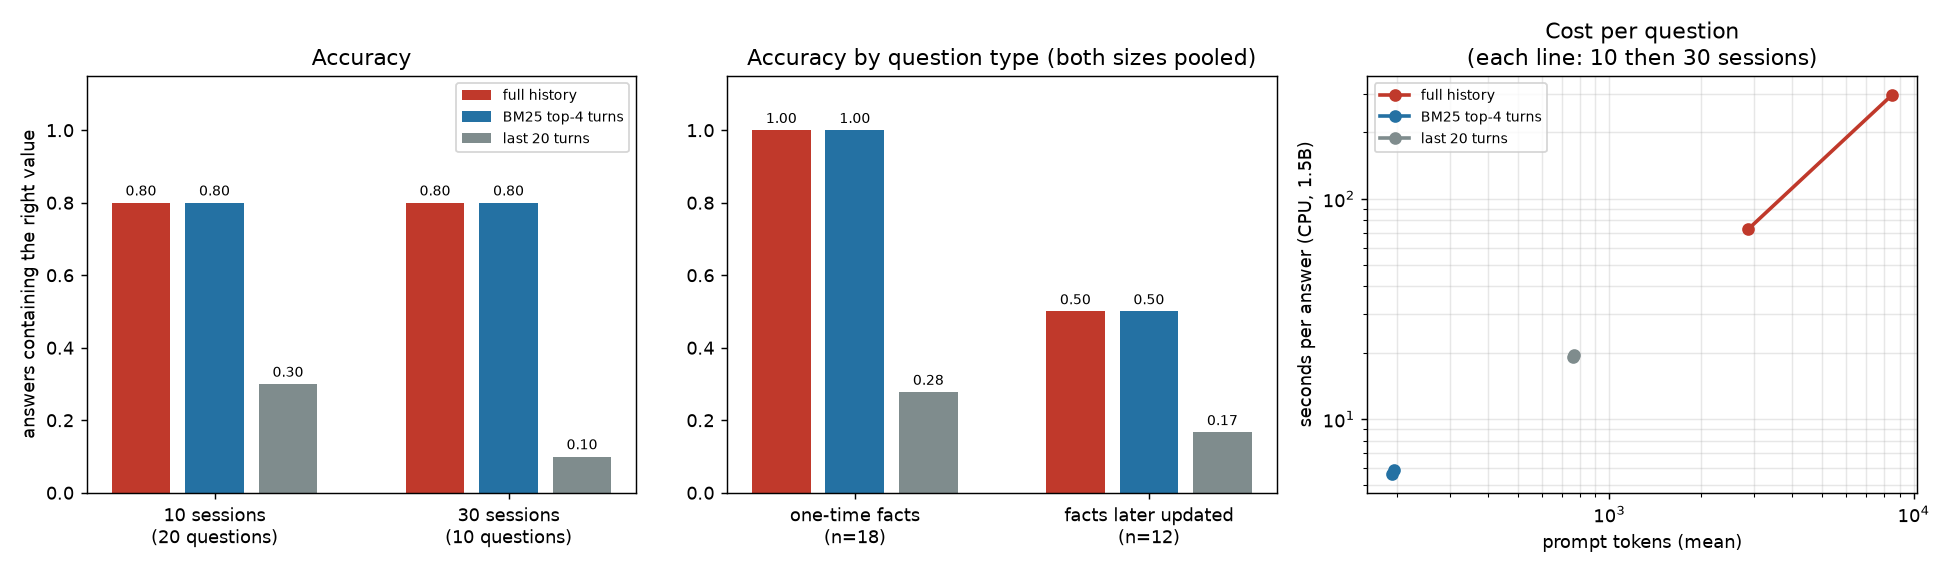 Accuracy
answers containing the right value
1.0
0.8
0.6
0.4
0.2
0.0
full history
BM25 top-4 turns
last 20 turns
0.80
0.80
0.30
0.80
0.80
0.10
10 sessions
(20 questions)
30 sessions
(10 questions)
Accuracy by question type (both sizes pooled)
1.0
0.8
0.6
0.4
0.2
0.0
1.00
1.00
0.28
0.50
0.50
0.17
one-time facts
(n=18)
facts later updated
(n=12)
Cost per question
(each line: 10 then 30 sessions)
seconds per answer (CPU, 1.5B)
10²
10¹
full history
BM25 top-4 turns
last 20 turns
10³
10⁴
prompt tokens (mean)